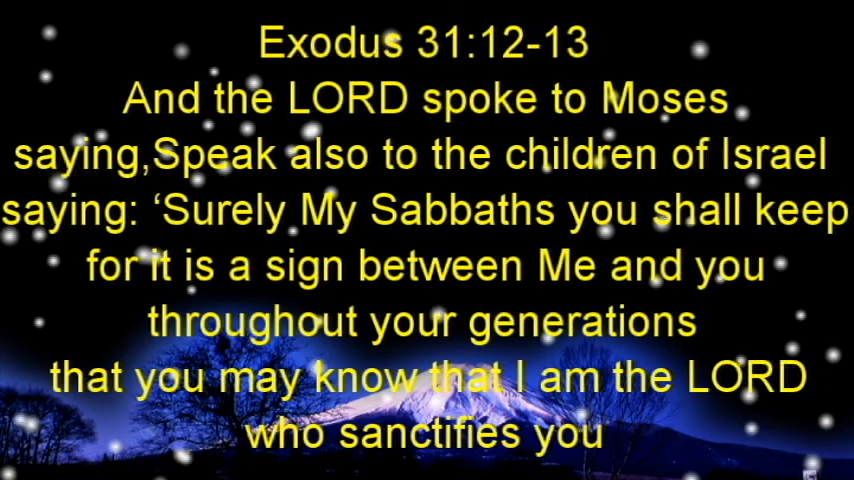 Exodus 31:12-13
And the LORD spoke to Moses
saying,Speak also to the children of Israel
saying: ‘Surely My Sabbaths you shall keep
for it is a sign between Me and you
throughout your generations
that you may know that I am the LORD
who sanctifies you